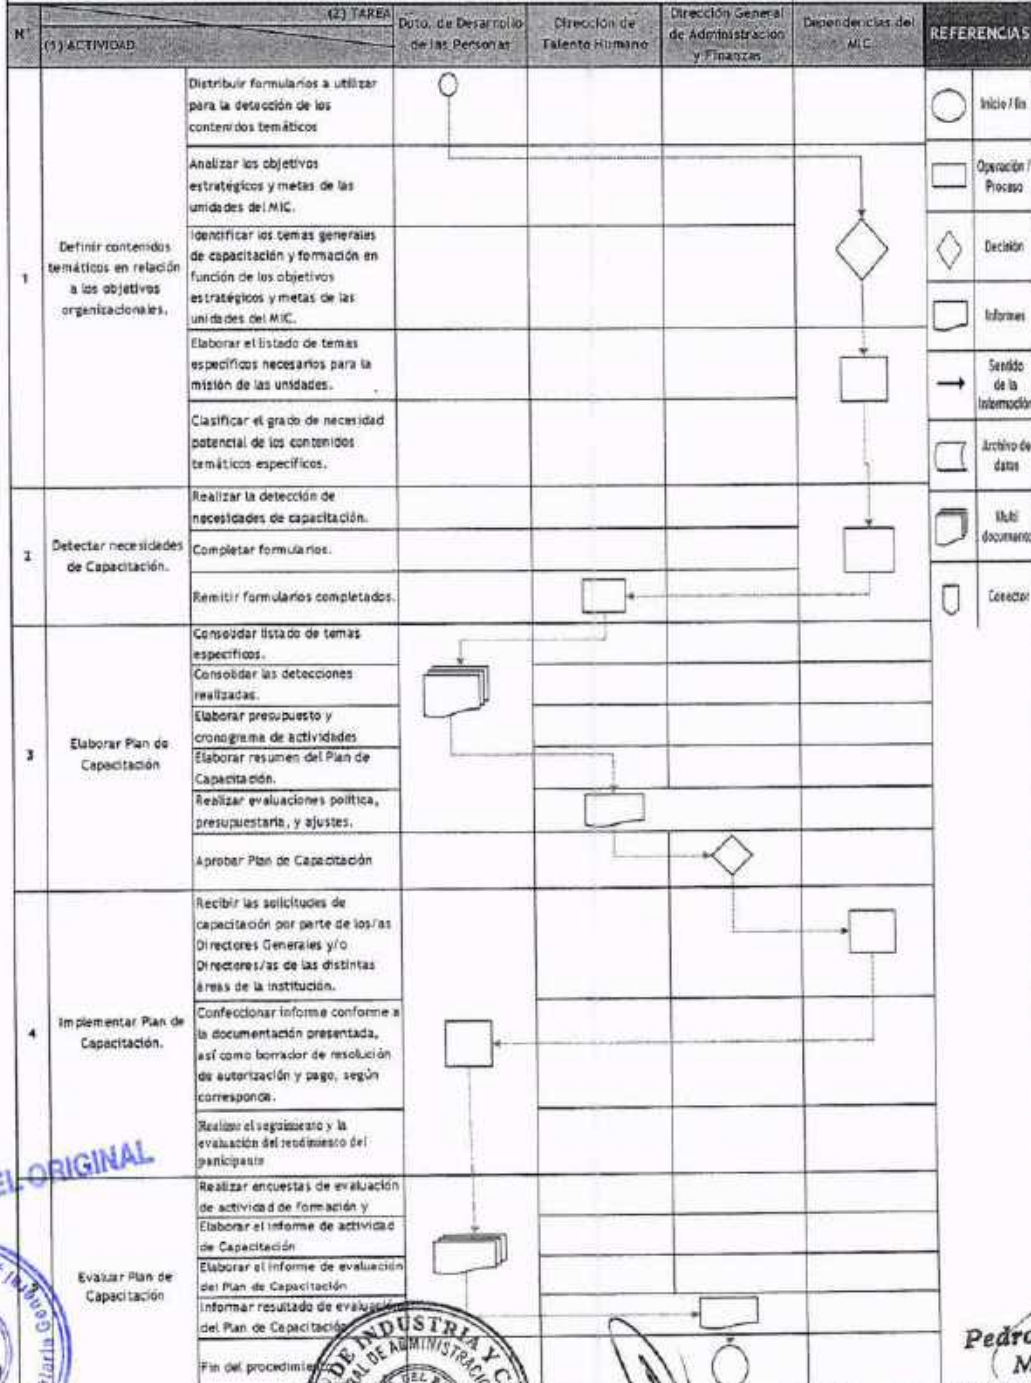 N°
(2) TAREA
(1) ACTIVIDAD
Dpto. de Desarrollo
de las Personas
Dirección de
Talento Humano
Dirección General
de Administración
y Finanzas
Dependencias del
MIC
REFERENCIAS
1
Definir contenidos
temáticos en relación
a los objetivos
organizacionales.
Distribuir formularios a utilizar
para la detección de los
contenidos temáticos
Analizar los objetivos
estratégicos y metas de las
unidades del MIC.
Identificar los temas generales
de capacitación y formación en
función de los objetivos
estratégicos y metas de las
unidades del MIC.
Elaborar el listado de temas
específicos necesarios para la
misión de las unidades.
Clasificar el grado de necesidad
potencial de los contenidos
temáticos específicos.
2
Detectar necesidades
de Capacitación.
Realizar la detección de
necesidades de capacitación.
Completar formularios.
Remitir formularios completados.
3
Elaborar Plan de
Capacitación
Consolidar listado de temas
específicos.
Consolidar las detecciones
realizadas.
Elaborar presupuesto y
cronograma de actividades
Elaborar resumen del Plan de
Capacitación.
Realizar evaluaciones política,
presupuestaria, y ajustes.
Aprobar Plan de Capacitación
4
Implementar Plan de
Capacitación.
Recibir las solicitudes de
capacitación por parte de los/as
Directores Generales y/o
Directores/as de las distintas
áreas de la institución.
Confeccionar informe conforme a
la documentación presentada,
así como borrador de resolución
de autorización y pago, según
corresponda.
Realizar el seguimiento y la
evaluación del rendimiento del
participante
Evaluar Plan de
Capacitación
Realizar encuestas de evaluación
de actividad de formación y
Elaborar el informe de actividad
de Capacitación
Elaborar el informe de evaluación
del Plan de Capacitación
Informar resultado de evaluación
del Plan de Capacitación
Fin del procedimiento
Inicio / fin
Operación /
Proceso
Decisión
Informes
Sentido
de la
Información
Archivo de
datos
Multi
documento
Conector
EL ORIGINAL
General
DE INDUSTRIA Y C
DE ADMINISTRAC
DEL
Pedro
M